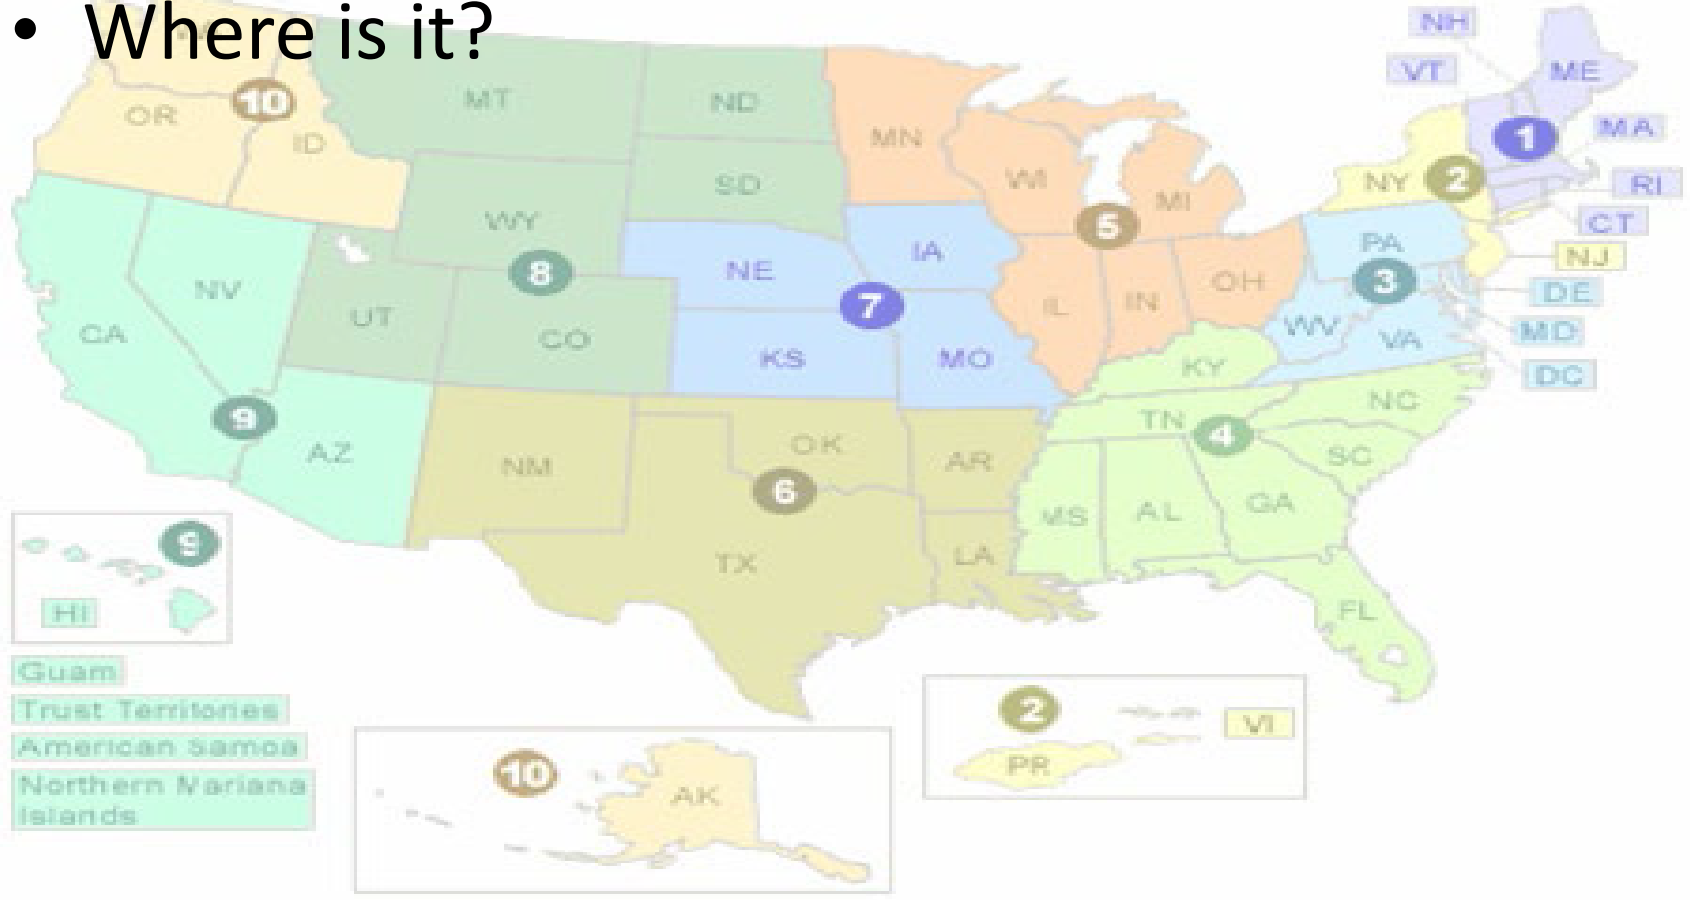 • Where is it?
NH
VT
ME
10
MT
ND
OR
MN
1
MA
ID
WI
SD
NY
2
RI
MI
WY
5
CT
IA
PA
NJ
8
NE
3
OH
DE
NV
7
IL
IN
UT
WV
MD
CA
CO
VA
KS
MO
KY
DC
9
TN
4
NC
AZ
OK
NM
AR
SC
6
MS
AL
GA
9
TX
LA
HI
FL
Guam
Trust Territories
2
VI
American Samoa
PR
10
AK
Northern Mariana
Islands